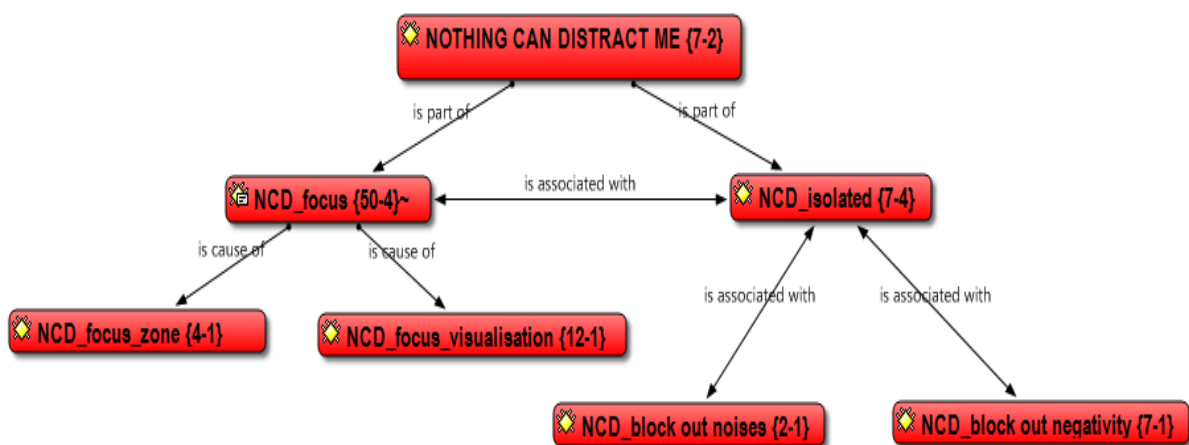 NOTHING CAN DISTRACT ME {7-2}
is part of
is part of
is associated with
NCD_focus {50-4}~
NCD_isolated {7-4}
is cause of
is cause of
is associated with
is associated with
NCD_focus_zone {4-1}
NCD_focus_visualisation {12-1}
NCD_block out noises {2-1}
NCD_block out negativity {7-1}